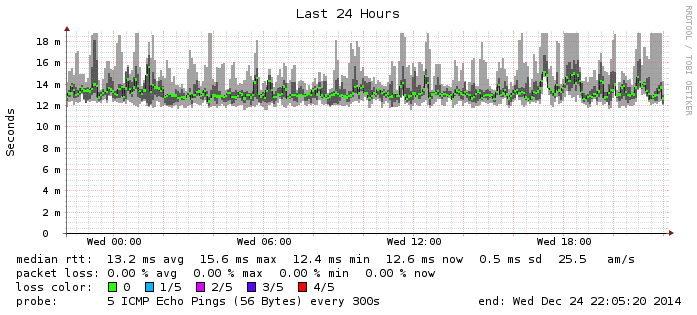 Last 24 Hours
RRDTOOL / TOBI OETIKER
Seconds
18 m
16 m
14 m
12 m
10 m
8 m
6 m
4 m
2 m
0
Wed 00:00 Wed 06:00 Wed 12:00 Wed 18:00
median rtt: 13.2 ms avg 15.6 ms max 12.4 ms min 12.6 ms now 0.5 ms sd 25.5 am/s
packet loss: 0.00 % avg 0.00 % max 0.00 % min 0.00 % now
loss color: 0 1/5 2/5 3/5 4/5
probe: 5 ICMP Echo Pings (56 Bytes) every 300s end: Wed Dec 24 22:05:20 2014